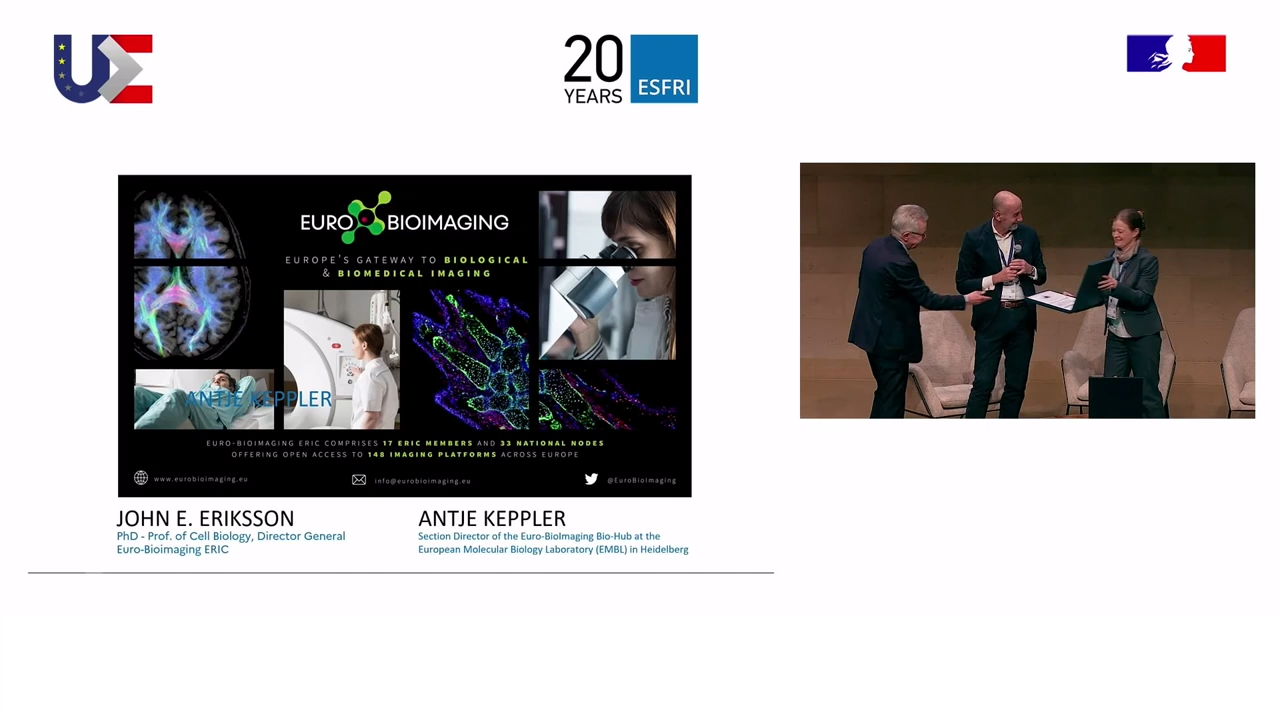 UE
20
YEARS
ESFRI
EURO BIOIMAGING
EUROPE'S GATEWAY TO BIOLOGICAL
& BIOMEDICAL IMAGING
ANTJE KEPPLER
EURO-BIOIMAGING ERIC COMPRISES 17 ERIC MEMBERS AND 33 NATIONAL NODES
OFFERING OPEN ACCESS TO 148 IMAGING PLATFORMS ACROSS EUROPE
www.eurobioimaging.eu
info@eurobioimaging.eu
@EuroBioImaging
JOHN E. ERIKSSON
PhD - Prof. of Cell Biology, Director General
Euro-Bioimaging ERIC
ANTJE KEPPLER
Section Director of the Euro-BioImaging Bio-Hub at the
European Molecular Biology Laboratory (EMBL) in Heidelberg